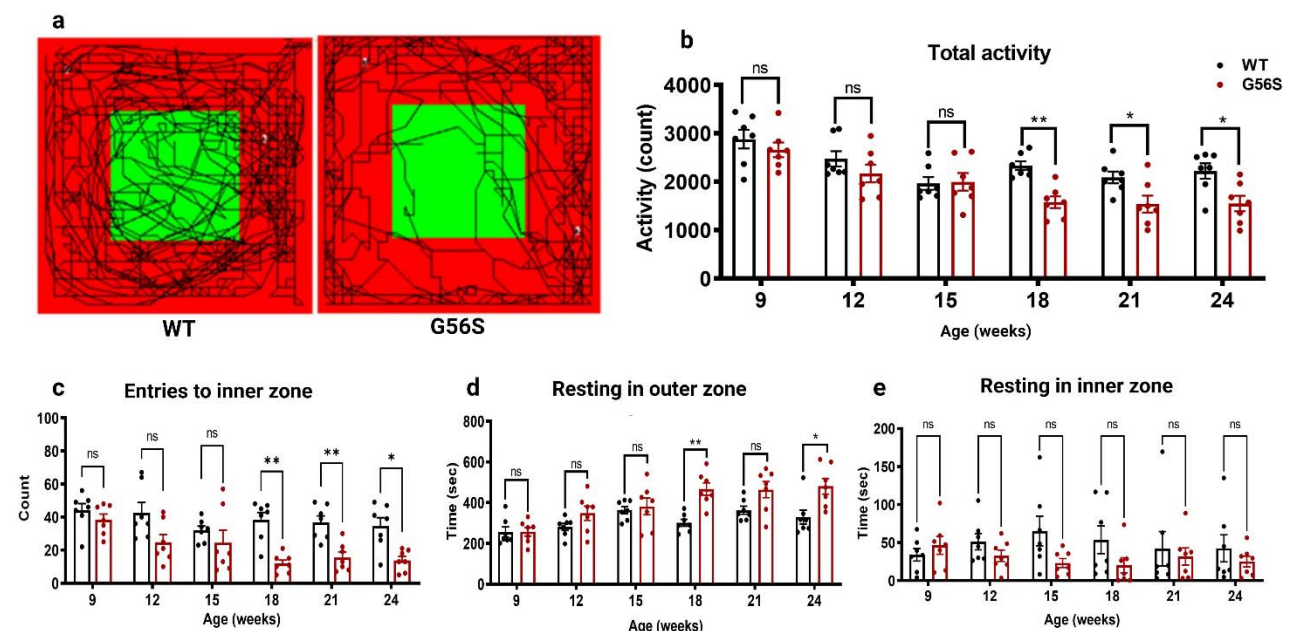 a
WT
G56S
b
Total activity
WT
G56S
Activity (count)
4000
3000
2000
1000
0
ns
ns
ns
**
*
*
9 12 15 18 21 24
Age (weeks)
c
Entries to inner zone
Count
100
80
60
40
20
0
ns
ns
ns
**
**
*
9 12 15 18 21 24
Age (weeks)
d
Resting in outer zone
Time (sec)
800
600
400
200
0
ns
ns
ns
**
ns
*
9 12 15 18 21 24
Age (weeks)
e
Resting in inner zone
Time (sec)
200
150
100
50
0
ns
ns
ns
ns
ns
ns
9 12 15 18 21 24
Age (weeks)